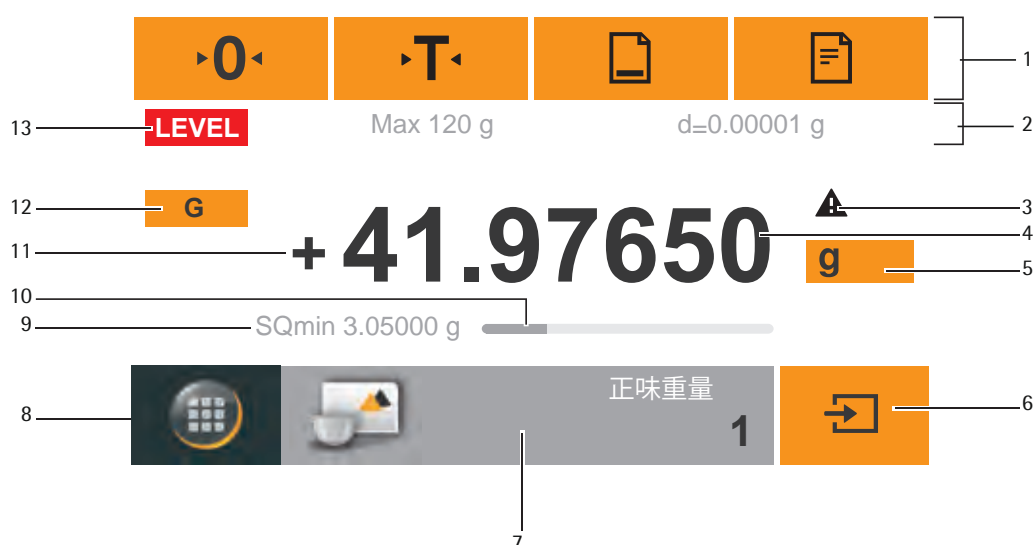 0 T 1
13 LEVEL Max 120 g d=0.00001 g 2
12 G 3
11 +41.97650 4
g 5
10
9 SQmin 3.05000 g
8 正味重量 6
1
7